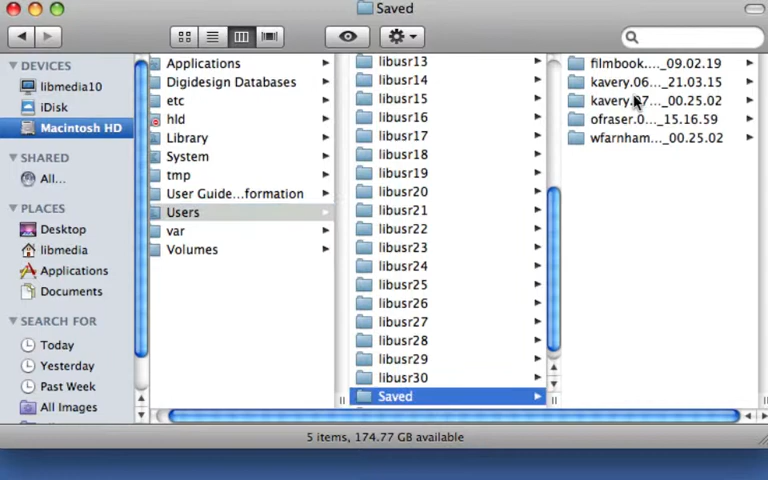 Saved
DEVICES
libmedia10
iDisk
Macintosh HD
SHARED
All...
PLACES
Desktop
libmedia
Applications
Documents
SEARCH FOR
Today
Yesterday
Past Week
All Images
Applications
Digidesign Databases
etc
hld
Library
System
tmp
User Guide...formation
Users
var
Volumes
libusr13
libusr14
libusr15
libusr16
libusr17
libusr18
libusr19
libusr20
libusr21
libusr22
libusr23
libusr24
libusr25
libusr26
libusr27
libusr28
libusr29
libusr30
Saved
filmbook...._09.02.19
kavery.06..._21.03.15
kavery.07..._00.25.02
ofraser.0..._15.16.59
wfarnham..._00.25.02
5 items, 174.77 GB available